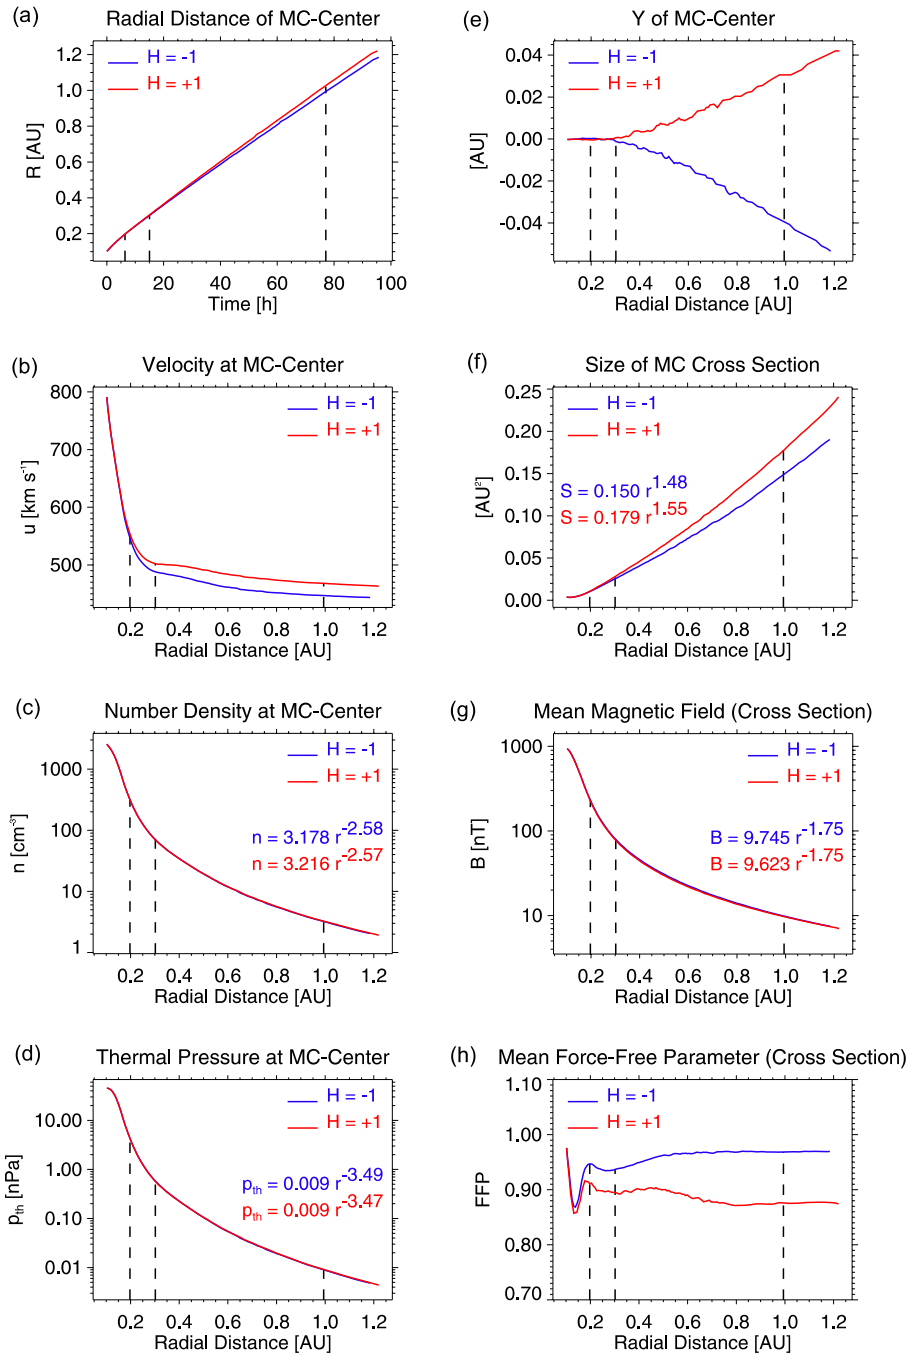 (a) Radial Distance of MC-Center
H = -1
H = +1
R [AU]
1.2
1.0
0.8
0.6
0.4
0.2
0 20 40 60 80 100
Time [h]
(e) Y of MC-Center
H = -1
H = +1
[AU]
0.04
0.02
0.00
-0.02
-0.04
0.2 0.4 0.6 0.8 1.0 1.2
Radial Distance [AU]
(b) Velocity at MC-Center
H = -1
H = +1
u [km s⁻¹]
800
700
600
500
0.2 0.4 0.6 0.8 1.0 1.2
Radial Distance [AU]
(f) Size of MC Cross Section
H = -1
H = +1
S = 0.150 r^1.48
S = 0.179 r^1.55
[AU²]
0.25
0.20
0.15
0.10
0.05
0.00
0.2 0.4 0.6 0.8 1.0 1.2
Radial Distance [AU]
(c) Number Density at MC-Center
H = -1
H = +1
n = 3.178 r^-2.58
n = 3.216 r^-2.57
n [cm⁻³]
1000
100
10
1
0.2 0.4 0.6 0.8 1.0 1.2
Radial Distance [AU]
(g) Mean Magnetic Field (Cross Section)
H = -1
H = +1
B = 9.745 r^-1.75
B = 9.623 r^-1.75
B [nT]
1000
100
10
0.2 0.4 0.6 0.8 1.0 1.2
Radial Distance [AU]
(d) Thermal Pressure at MC-Center
H = -1
H = +1
p_th = 0.009 r^-3.49
p_th = 0.009 r^-3.47
p_th [nPa]
10.00
1.00
0.10
0.01
0.2 0.4 0.6 0.8 1.0 1.2
Radial Distance [AU]
(h) Mean Force-Free Parameter (Cross Section)
H = -1
H = +1
FFP
1.10
1.00
0.90
0.80
0.70
0.2 0.4 0.6 0.8 1.0 1.2
Radial Distance [AU]